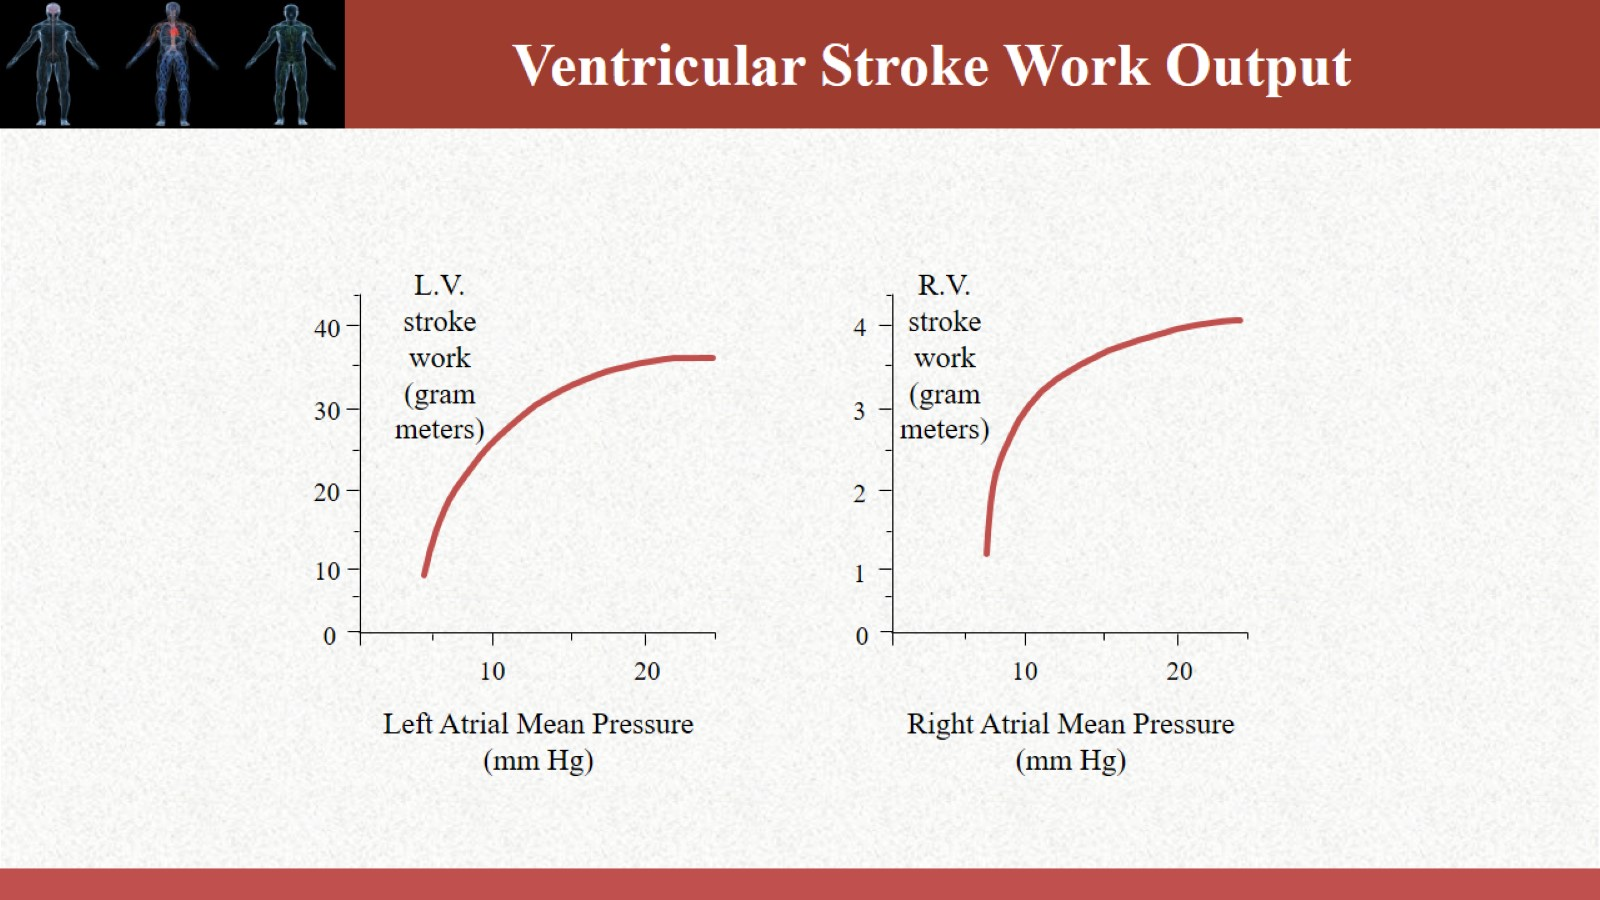 Ventricular Stroke Work Output
L.V.
stroke
work
(gram
meters)
40
30
20
10
0
10 20
Left Atrial Mean Pressure
(mm Hg)
R.V.
stroke
work
(gram
meters)
4
3
2
1
0
10 20
Right Atrial Mean Pressure
(mm Hg)